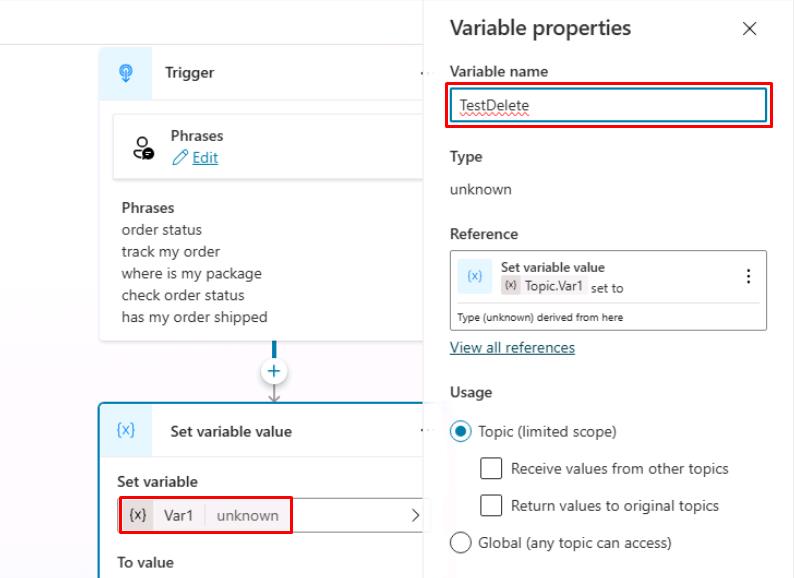 Trigger
Phrases
Edit
Phrases
order status
track my order
where is my package
check order status
has my order shipped
{x} Set variable value
Set variable
{x} Var1 unknown
To value
Variable properties
Variable name
TestDelete
Type
unknown
Reference
{x} Set variable value
{x} Topic.Var1 set to
Type (unknown) derived from here
View all references
Usage
Topic (limited scope)
Receive values from other topics
Return values to original topics
Global (any topic can access)